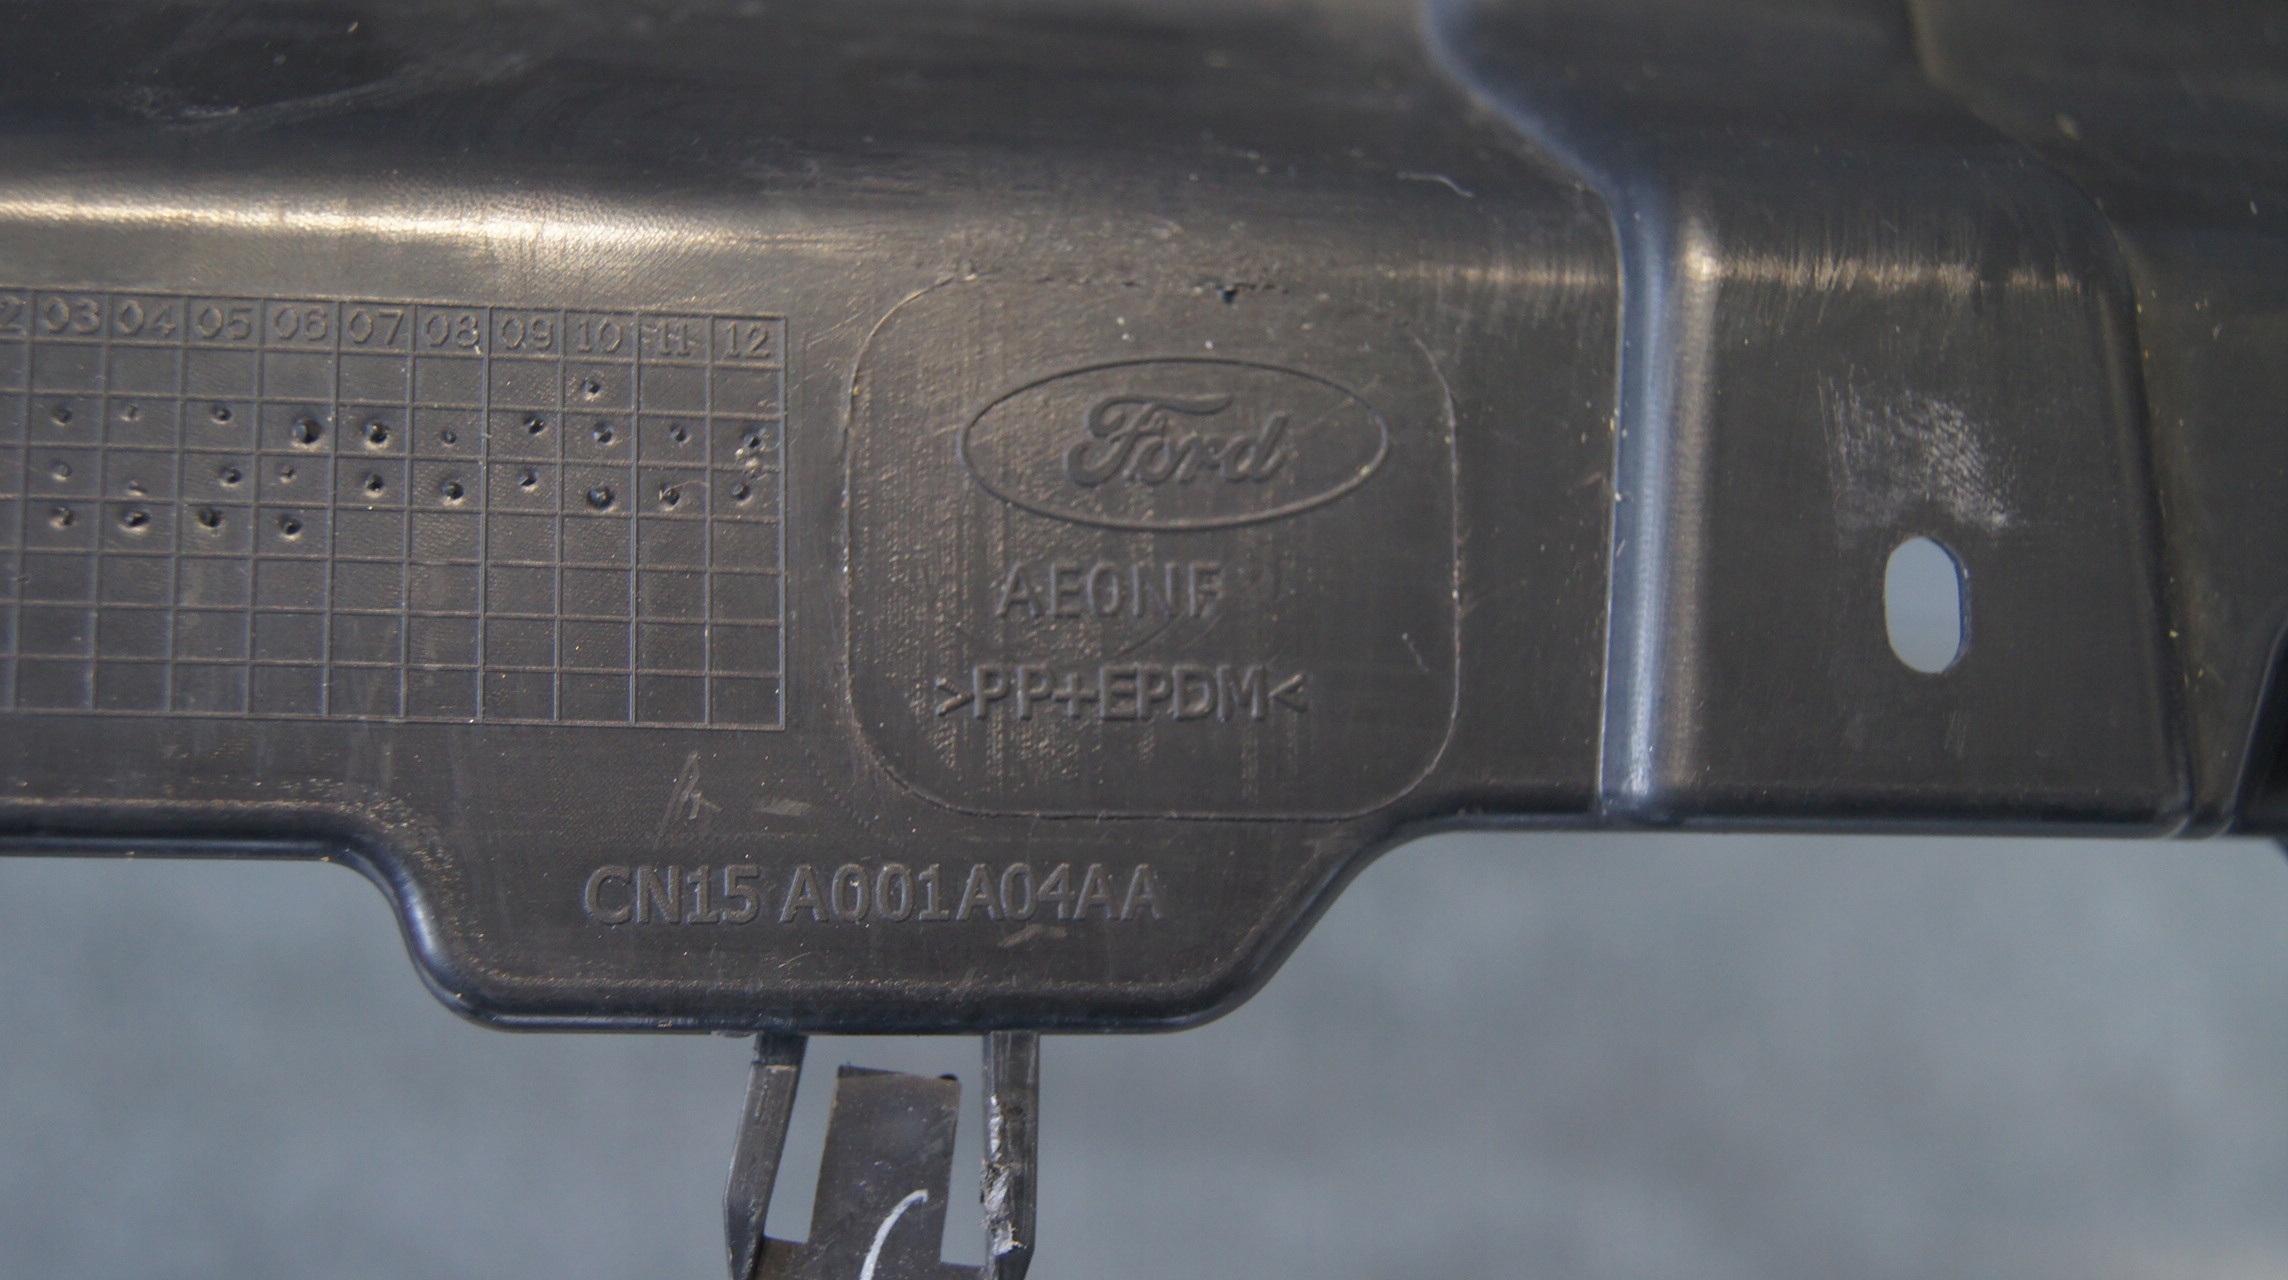 03 04 05 06 07 08 09 10 11 12
Ford
AE0NF
>PP+EPDM<
CN15 A001A04AA